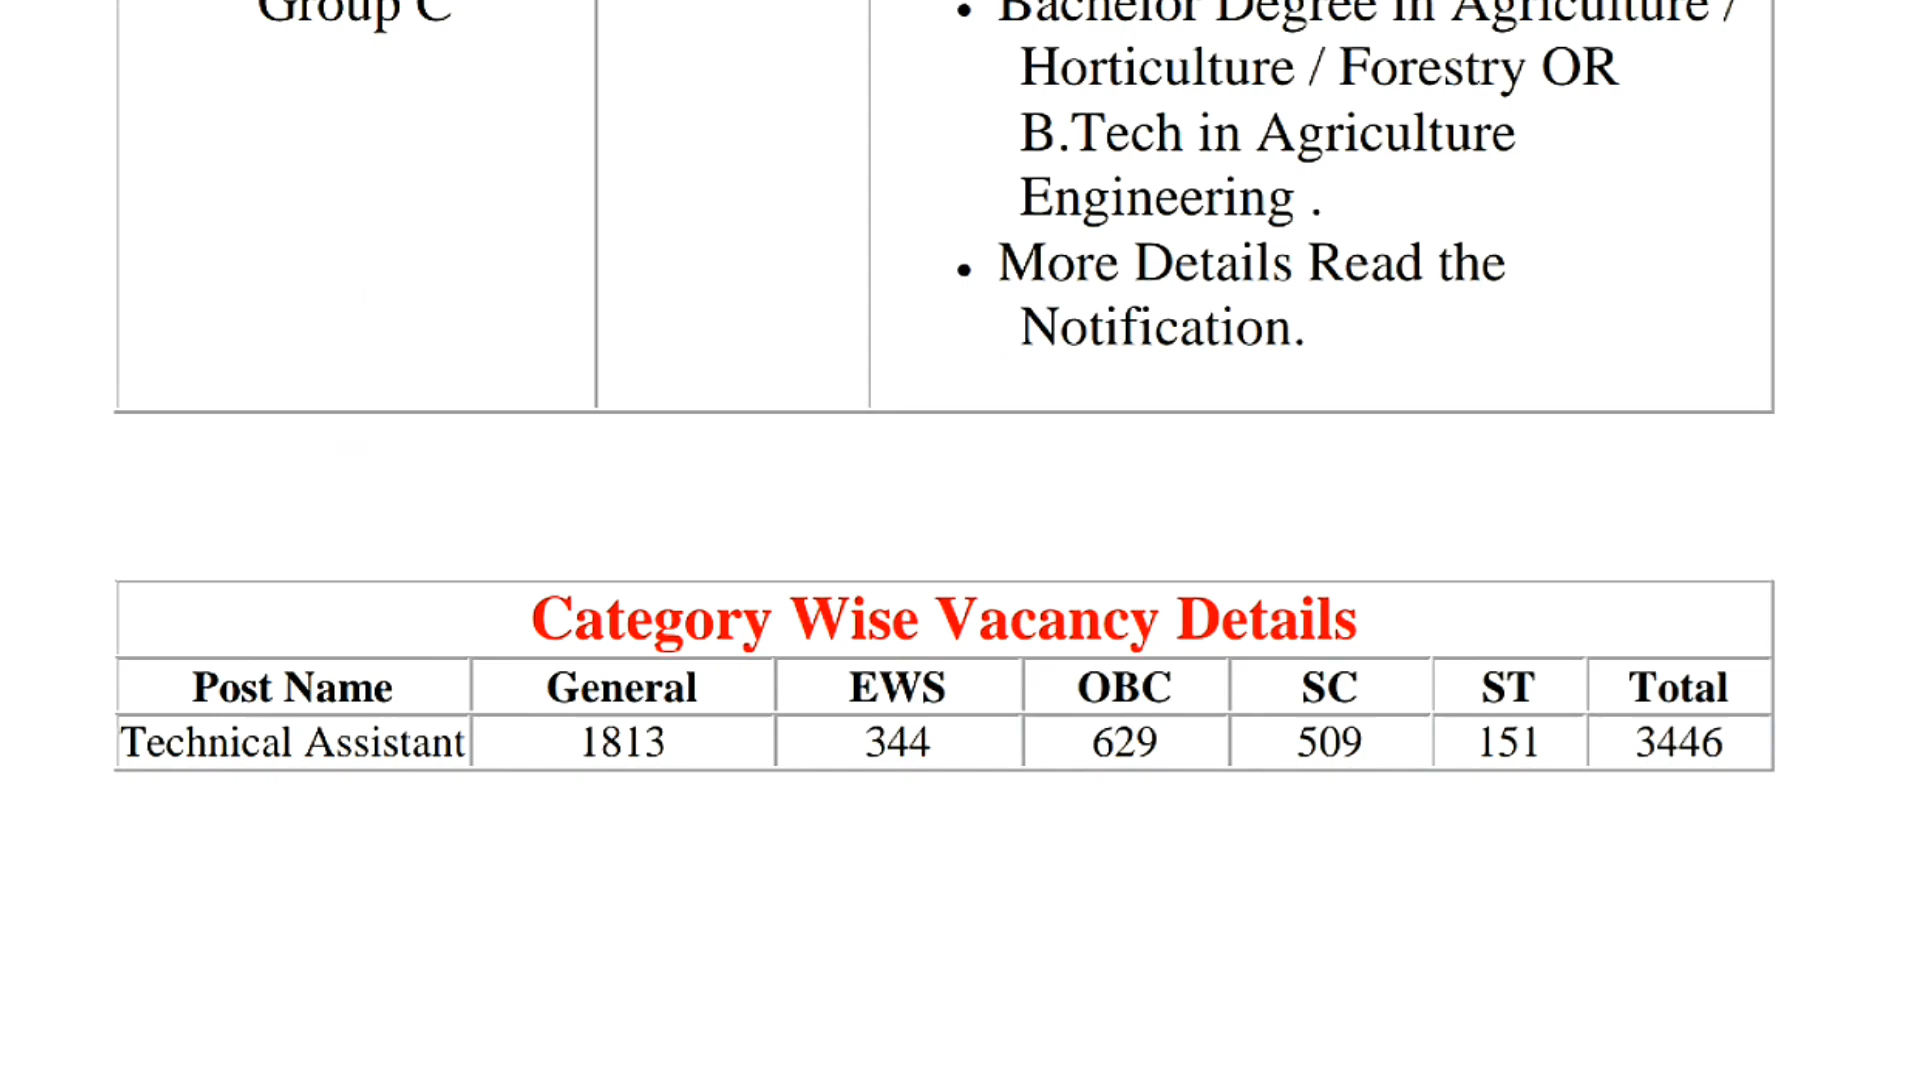 Group C
• Bachelor Degree in Agriculture /
Horticulture / Forestry OR
B.Tech in Agriculture
Engineering .
• More Details Read the
Notification.
Category Wise Vacancy Details
Post Name General EWS OBC SC ST Total
Technical Assistant 1813 344 629 509 151 3446